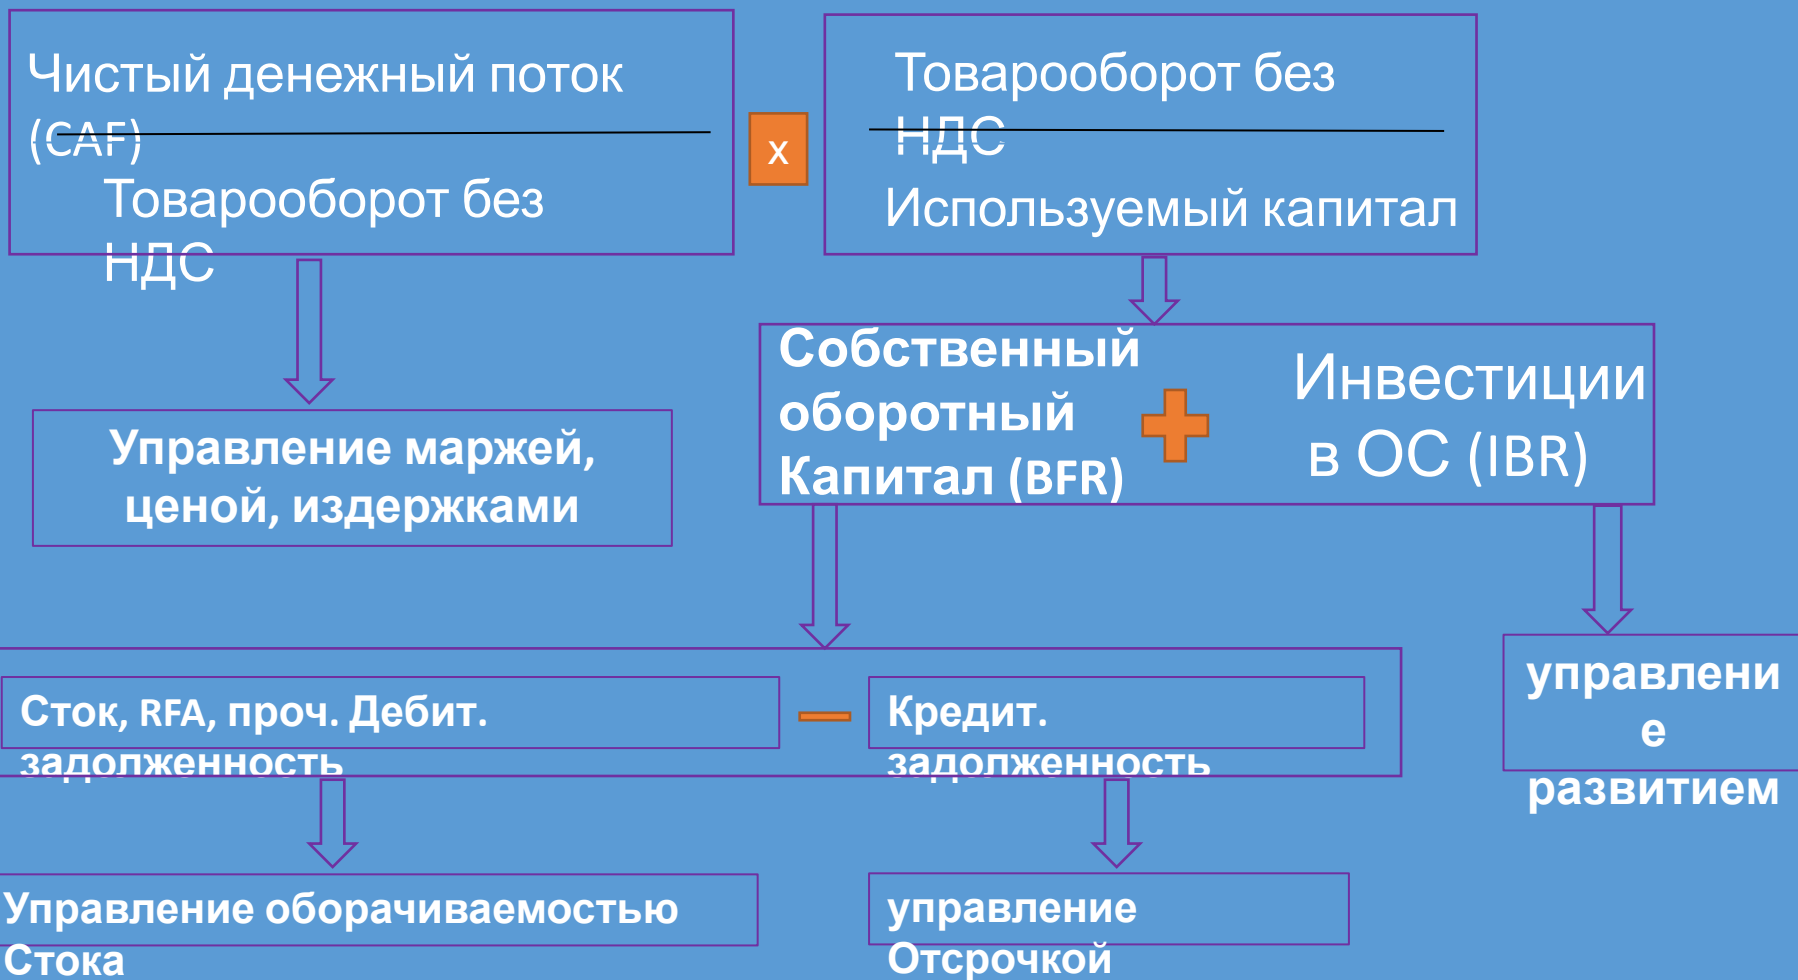 Чистый денежный поток
(CAF)
Товарооборот без
НДС
x
Товарооборот без
НДС
Используемый капитал
Собственный
оборотный
Капитал (BFR)
Инвестиции
в ОС (IBR)
Управление маржей,
ценой, издержками
Сток, RFA, проч. Дебит.
задолженность
Кредит.
задолженность
управлени
е
развитием
Управление оборачиваемостью
Стока
управление
Отсрочкой